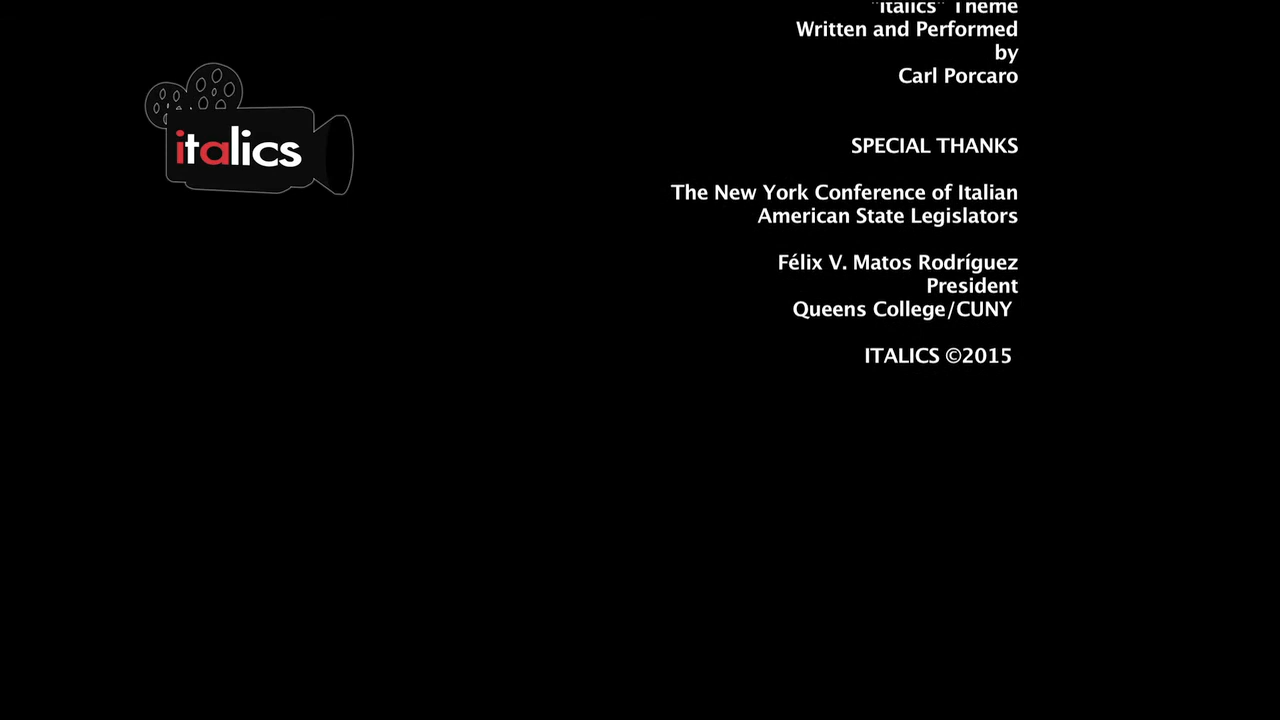 "Italics" Theme
Written and Performed
by
Carl Porcaro
italics
SPECIAL THANKS
The New York Conference of Italian
American State Legislators
Félix V. Matos Rodríguez
President
Queens College/CUNY
ITALICS ©2015